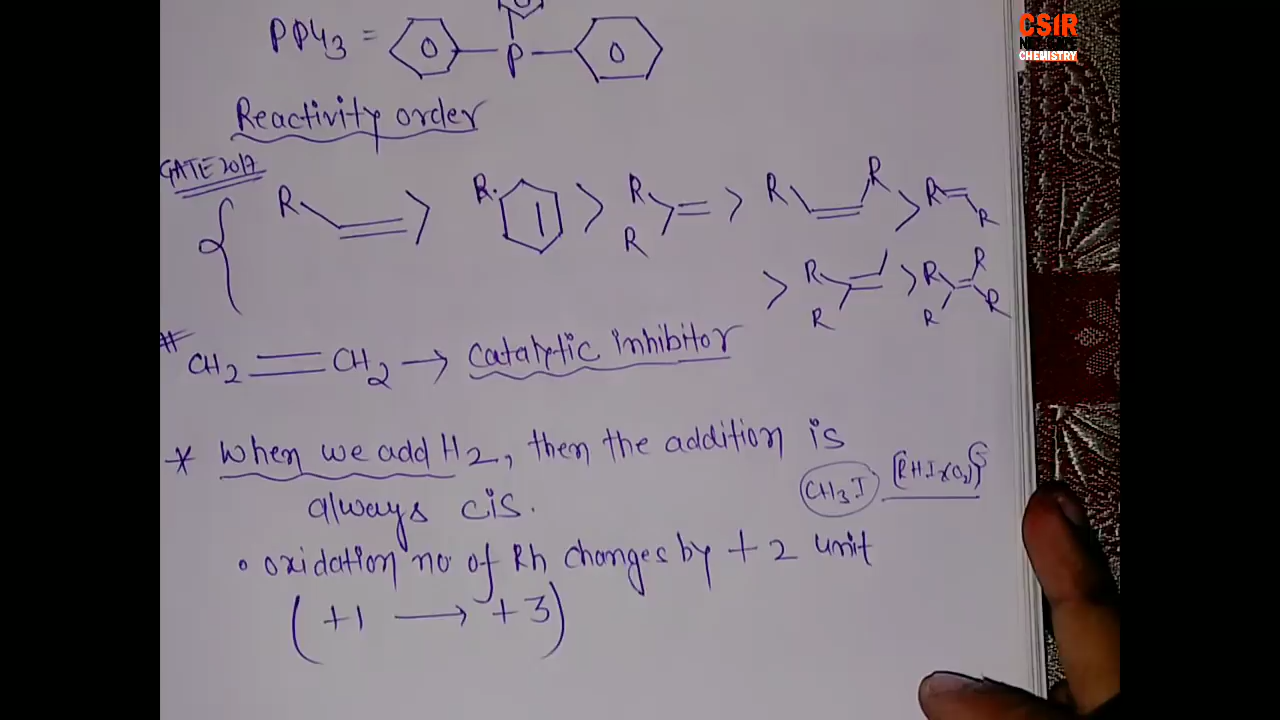 CSIR
CHEMISTRY
PPh3 =
P
Reactivity order
GATE 2017
R > R > R R = > R R > R R
> R R > R R R R
# CH2 = CH2 → Catalytic inhibitor
* When we add H2, then the addition is
always cis.
CH3I
• oxidation no of Rh changes by + 2 unit
( +1 → +3 )